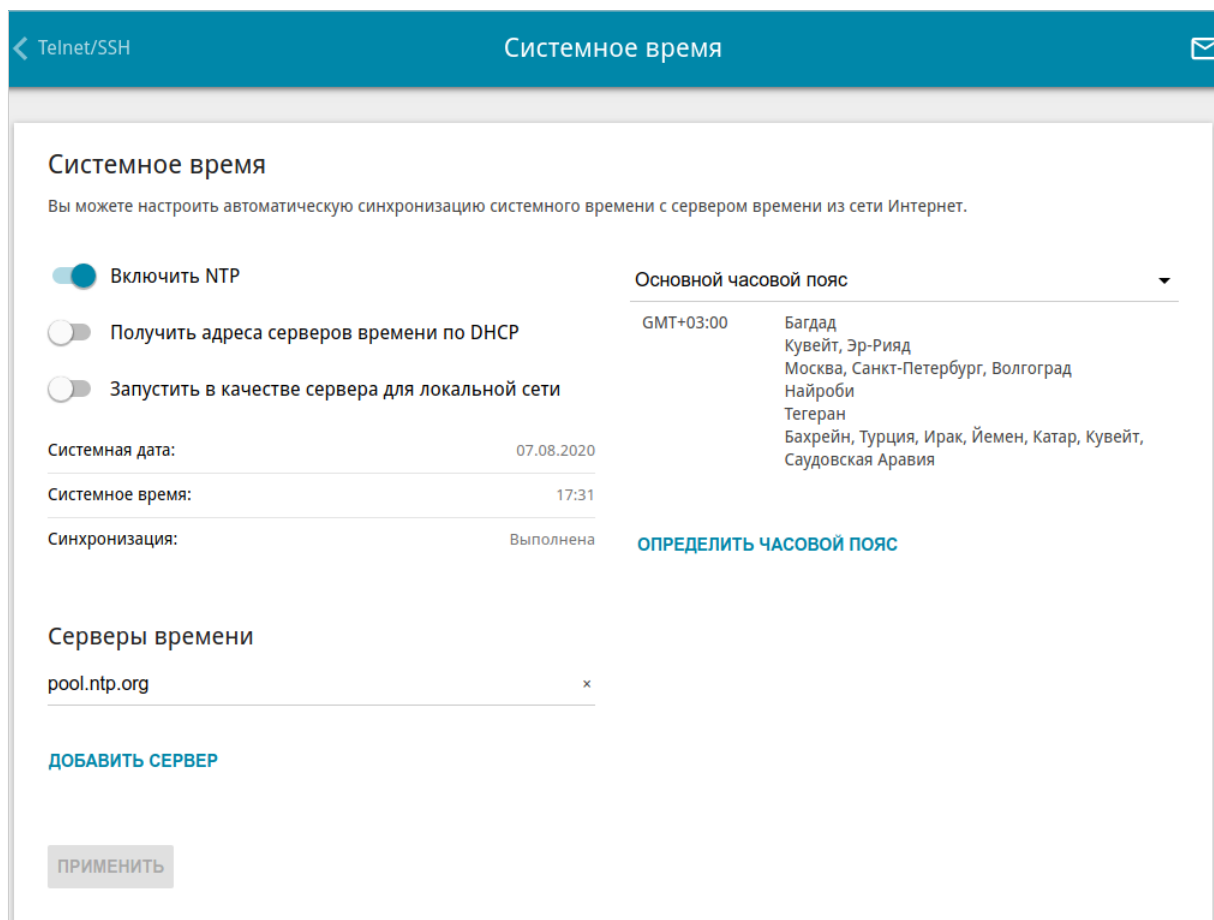 Telnet/SSH
Системное время
Системное время
Вы можете настроить автоматическую синхронизацию системного времени с сервером времени из сети Интернет.
Включить NTP
Получить адреса серверов времени по DHCP
Запустить в качестве сервера для локальной сети
Системная дата: 07.08.2020
Системное время: 17:31
Синхронизация: Выполнена
Основной часовой пояс
GMT+03:00 Багдад
Кувейт, Эр-Рияд
Москва, Санкт-Петербург, Волгоград
Найроби
Тегеран
Бахрейн, Турция, Ирак, Йемен, Катар, Кувейт,
Саудовская Аравия
ОПРЕДЕЛИТЬ ЧАСОВОЙ ПОЯС
Серверы времени
pool.ntp.org ×
ДОБАВИТЬ СЕРВЕР
ПРИМЕНИТЬ